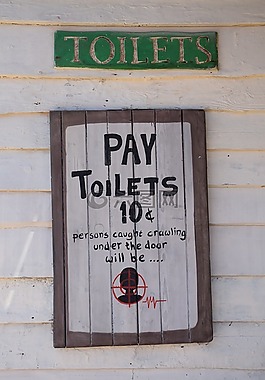 TOILETS
PAY
TOILETS
10¢
persons caught crawling
under the door
will be ....